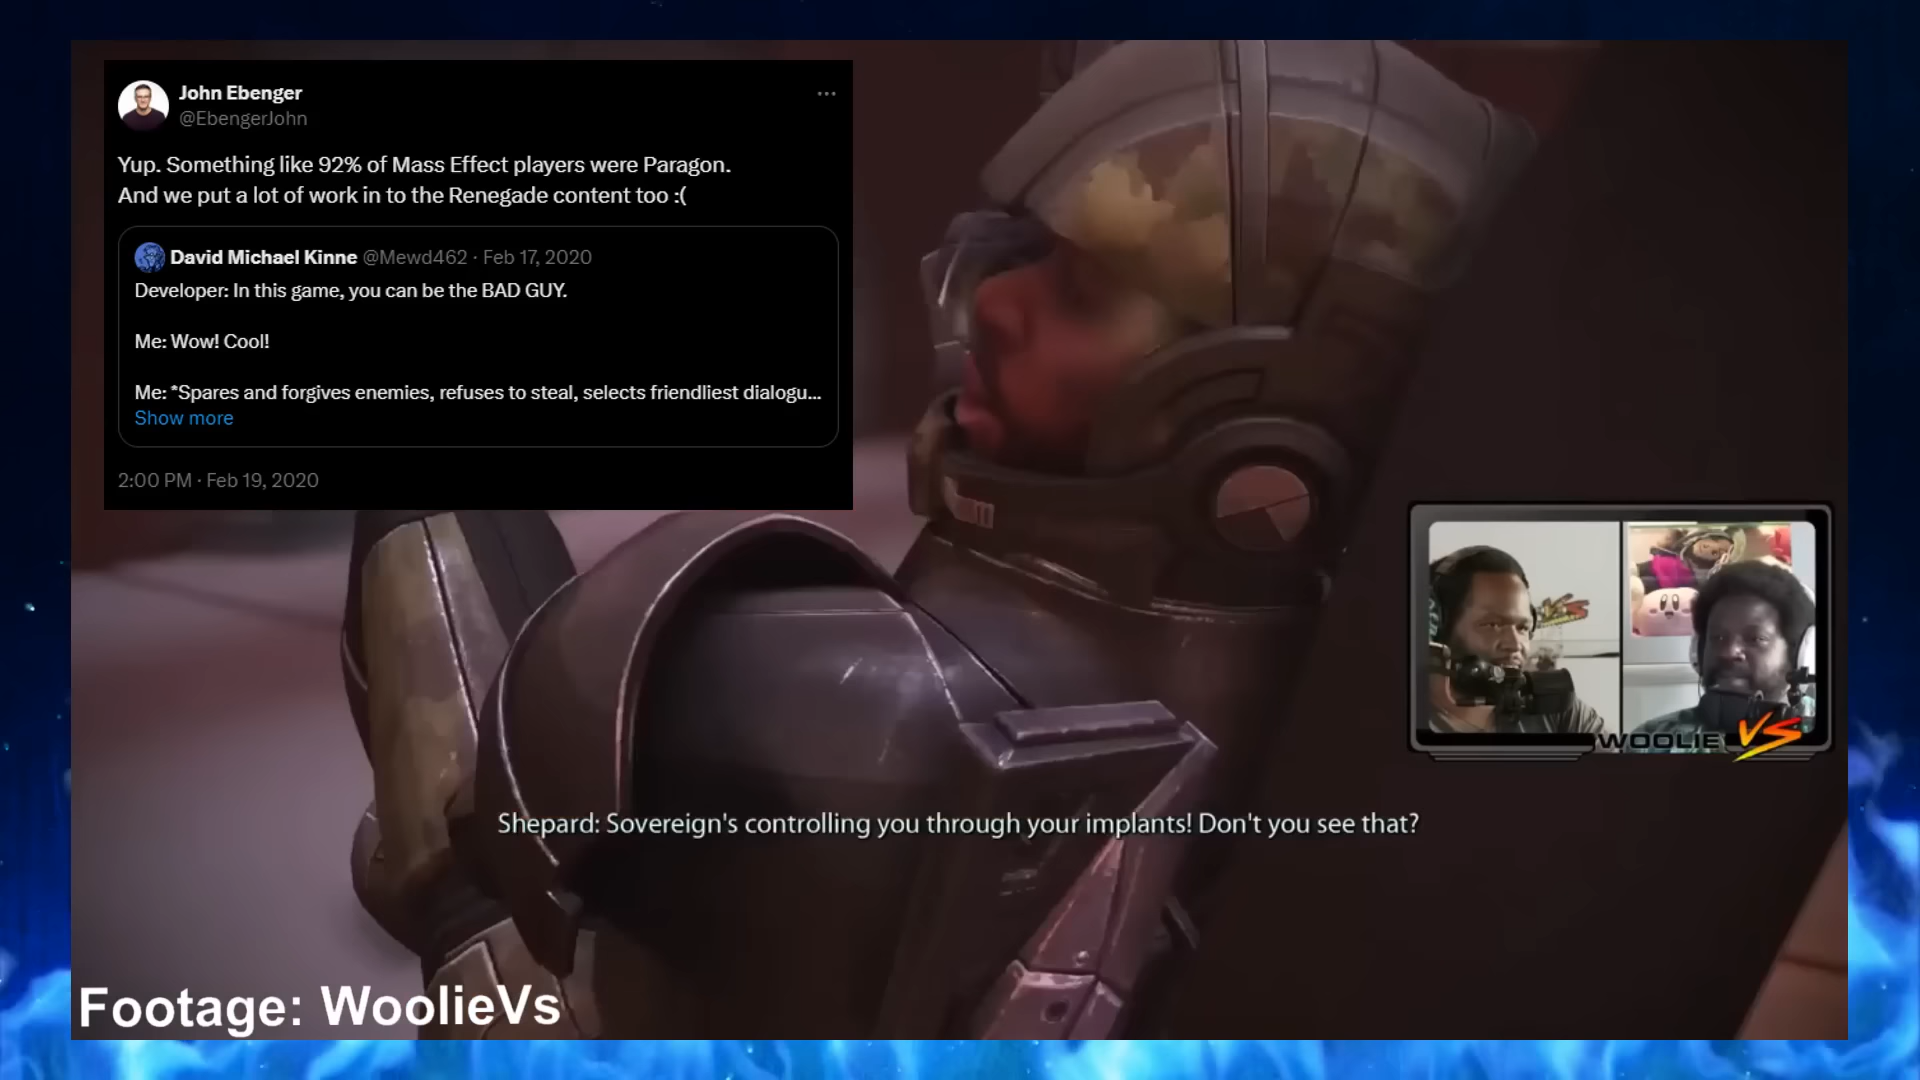 John Ebenger
@EbengerJohn
Yup. Something like 92% of Mass Effect players were Paragon.
And we put a lot of work in to the Renegade content too :(
David Michael Kinne @Mewd462 · Feb 17, 2020
Developer: In this game, you can be the BAD GUY.
Me: Wow! Cool!
Me: *Spares and forgives enemies, refuses to steal, selects friendliest dialogu...
Show more
2:00 PM · Feb 19, 2020
VS
WOOLIE VS
Shepard: Sovereign's controlling you through your implants! Don't you see that?
Footage: WoolieVs